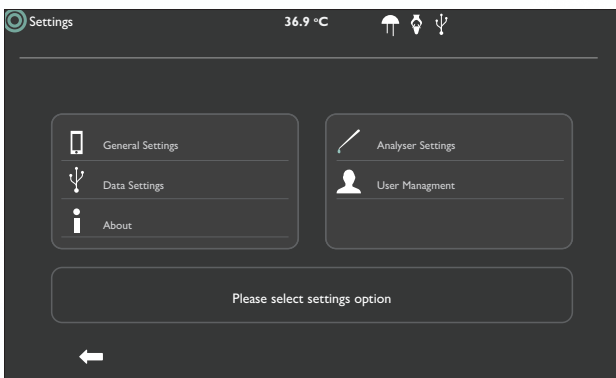 Settings
36.9 °C
General Settings
Data Settings
About
Analyser Settings
User Managment
Please select settings option